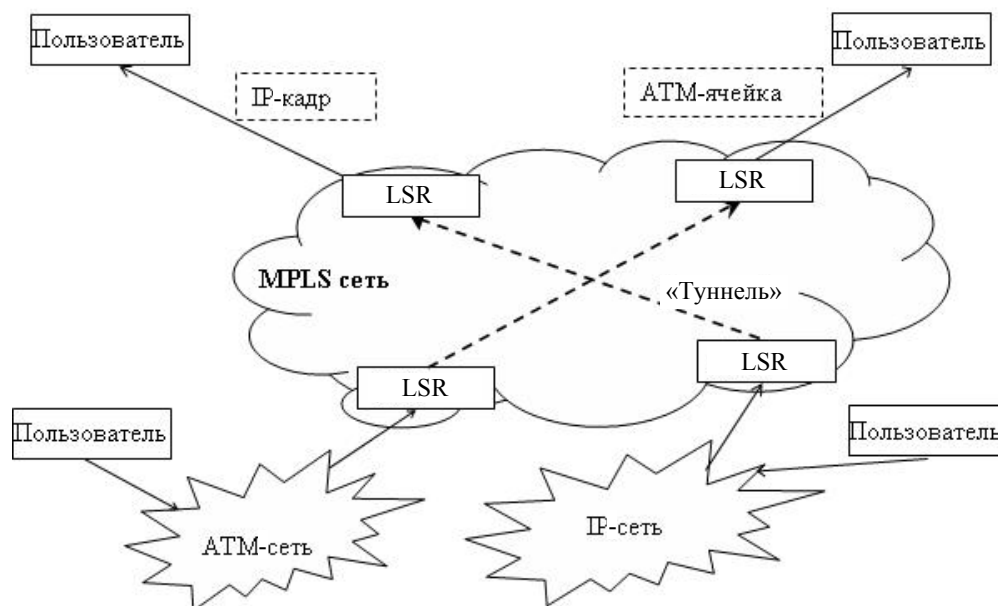 Пользователь
Пользователь
IP-кадр
АТМ-ячейка
LSR
LSR
MPLS сеть
«Туннель»
LSR
LSR
Пользователь
Пользователь
АТМ-сеть
IP-сеть